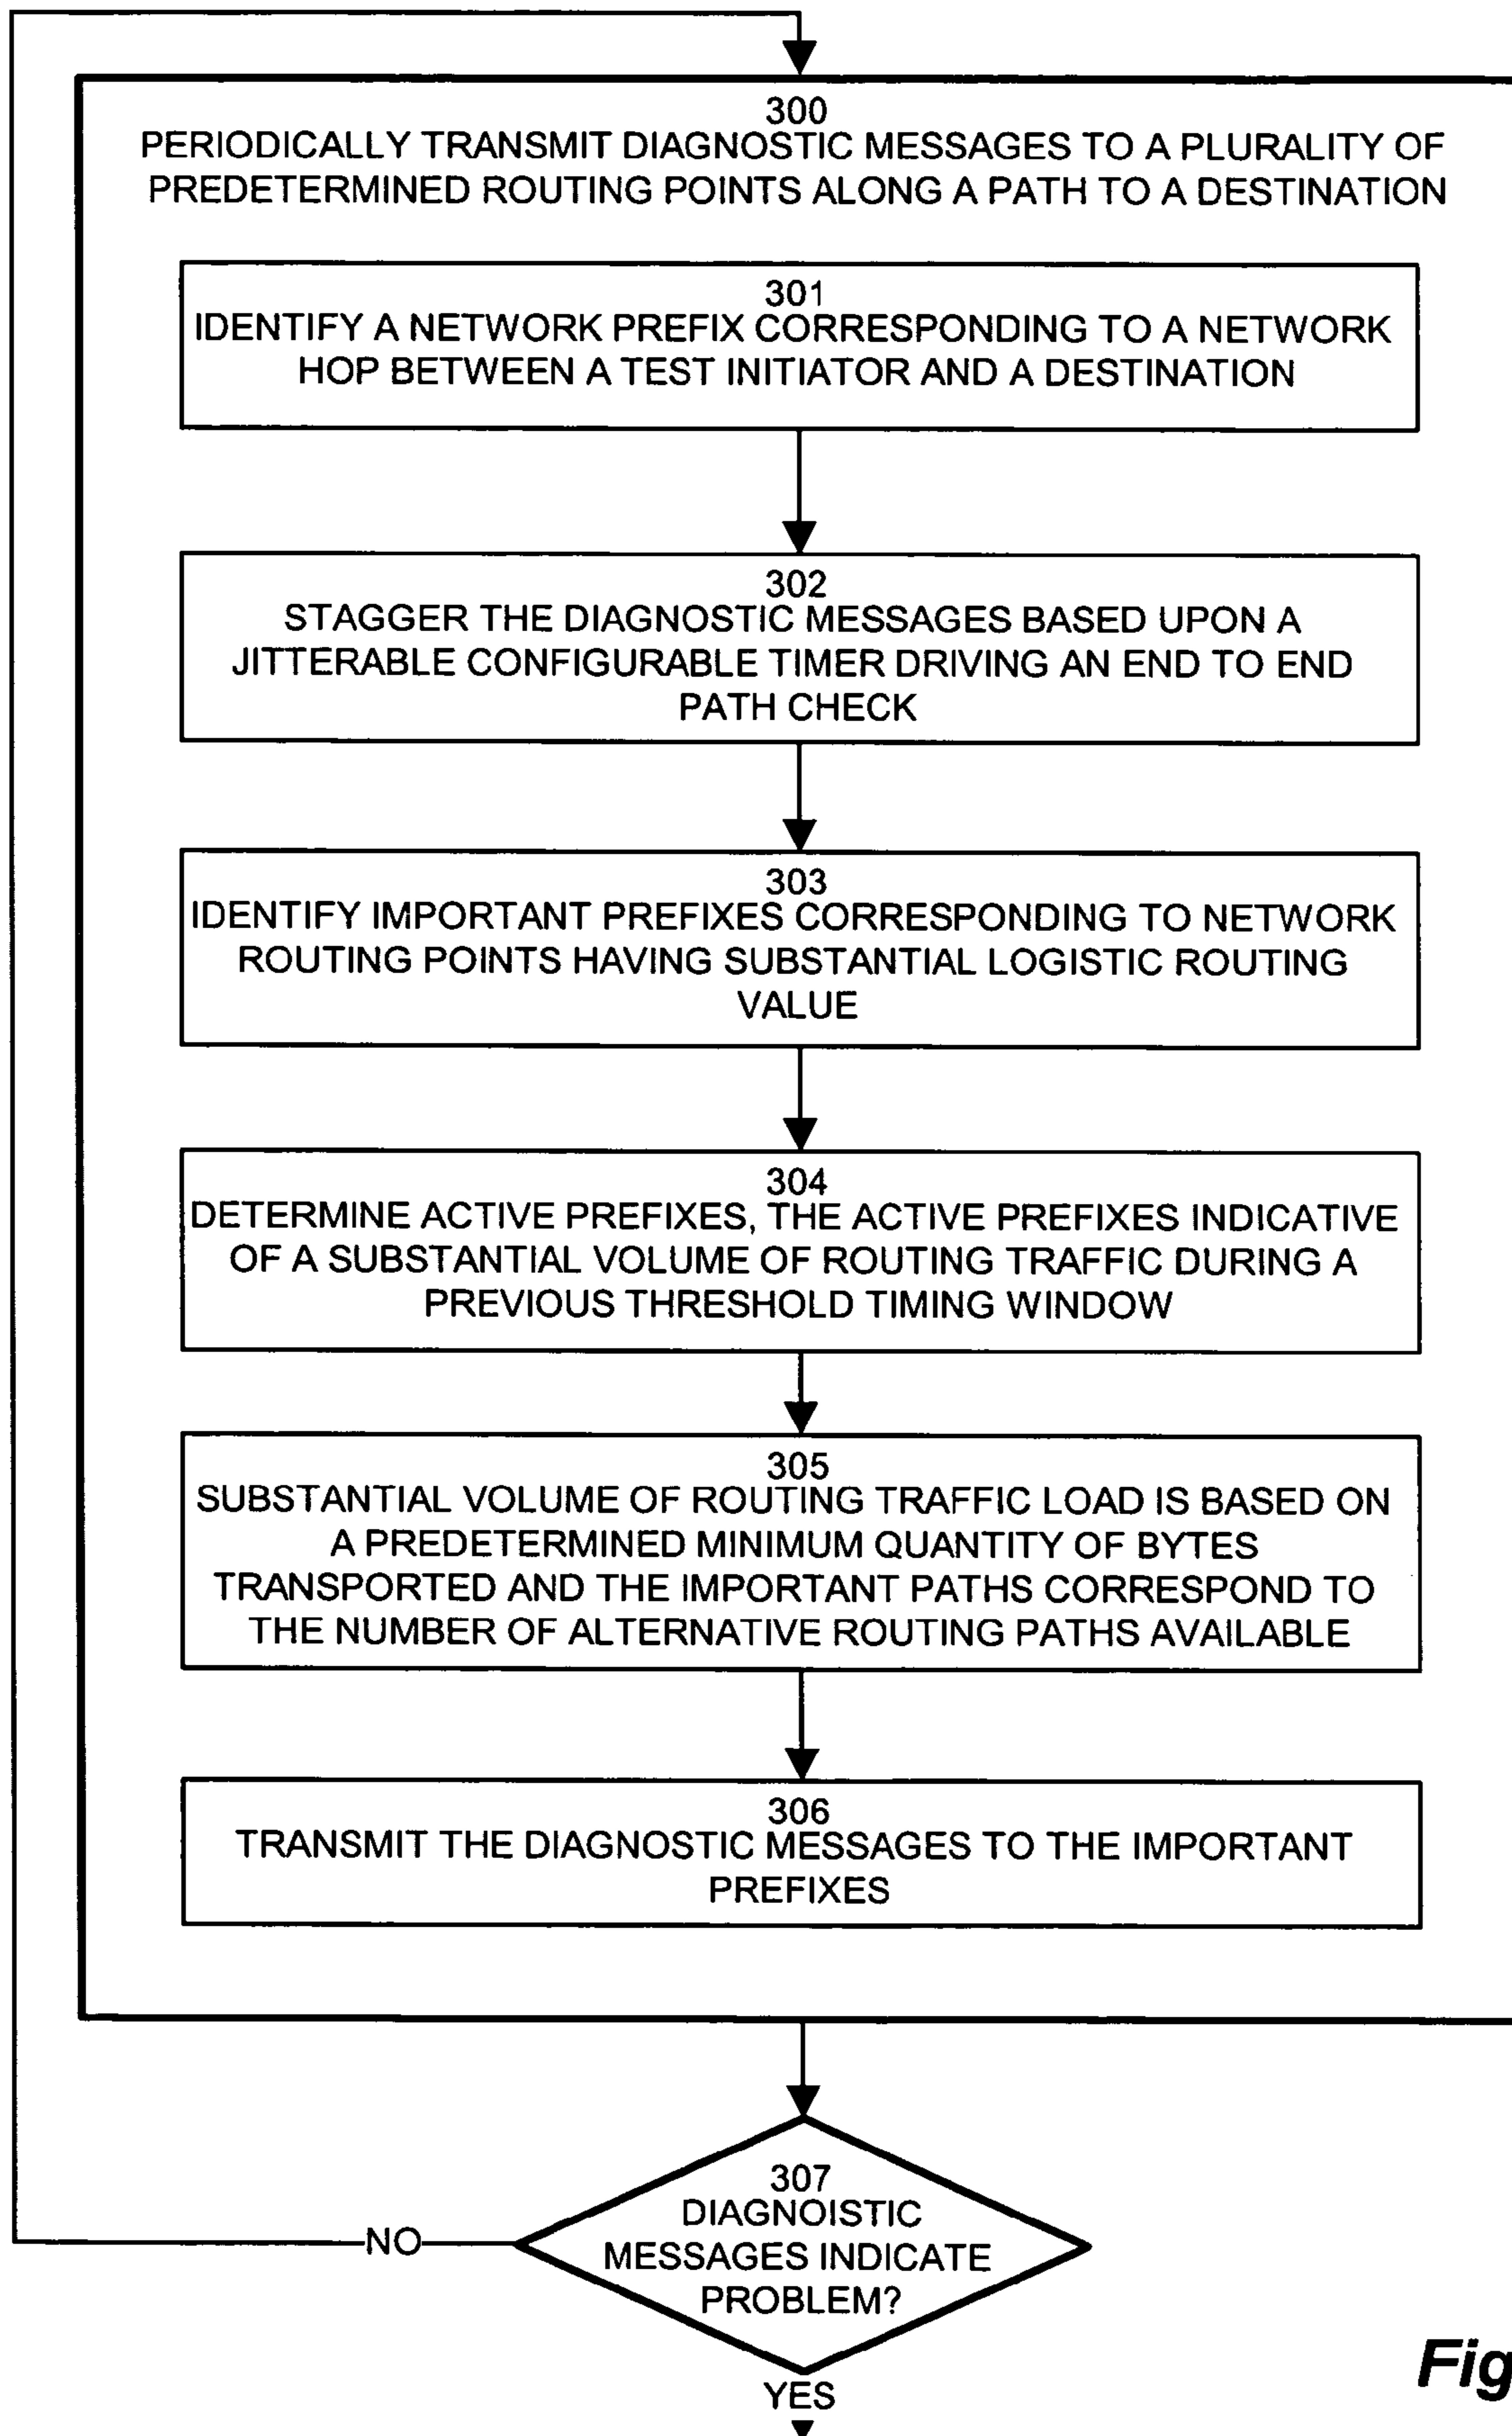 300
PERIODICALLY TRANSMIT DIAGNOSTIC MESSAGES TO A PLURALITY OF
PREDETERMINED ROUTING POINTS ALONG A PATH TO A DESTINATION
301
IDENTIFY A NETWORK PREFIX CORRESPONDING TO A NETWORK
HOP BETWEEN A TEST INITIATOR AND A DESTINATION
302
STAGGER THE DIAGNOSTIC MESSAGES BASED UPON A
JITTERABLE CONFIGURABLE TIMER DRIVING AN END TO END
PATH CHECK
303
IDENTIFY IMPORTANT PREFIXES CORRESPONDING TO NETWORK
ROUTING POINTS HAVING SUBSTANTIAL LOGISTIC ROUTING
VALUE
304
DETERMINE ACTIVE PREFIXES, THE ACTIVE PREFIXES INDICATIVE
OF A SUBSTANTIAL VOLUME OF ROUTING TRAFFIC DURING A
PREVIOUS THRESHOLD TIMING WINDOW
305
SUBSTANTIAL VOLUME OF ROUTING TRAFFIC LOAD IS BASED ON
A PREDETERMINED MINIMUM QUANTITY OF BYTES
TRANSPORTED AND THE IMPORTANT PATHS CORRESPOND TO
THE NUMBER OF ALTERNATIVE ROUTING PATHS AVAILABLE
306
TRANSMIT THE DIAGNOSTIC MESSAGES TO THE IMPORTANT
PREFIXES
307
DIAGNOISTIC
MESSAGES INDICATE
PROBLEM?
NO
YES
Fig